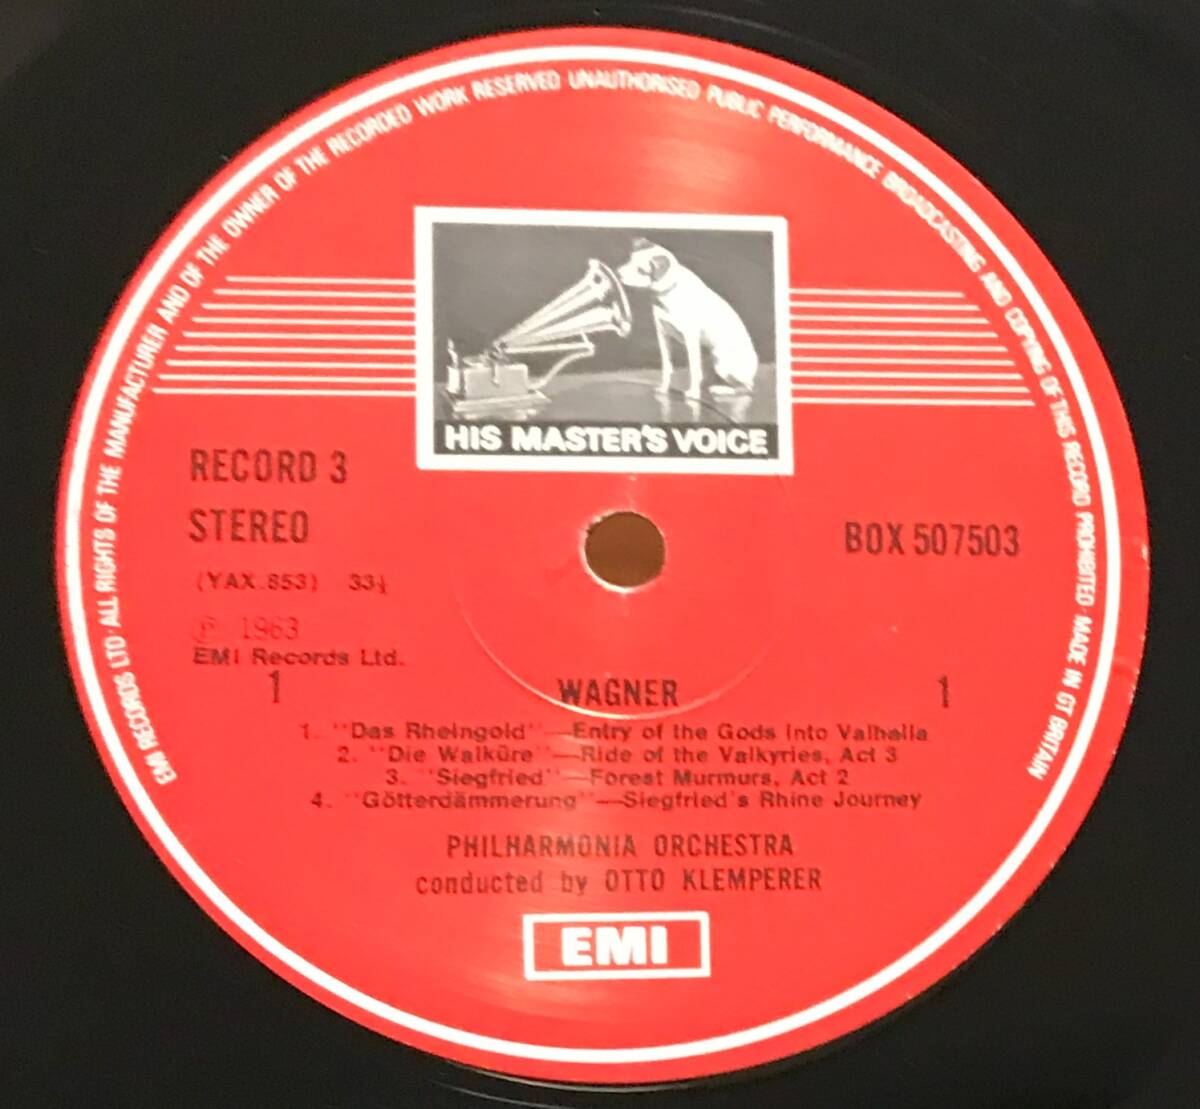 EMI RECORDS LTD · ALL RIGHTS OF THE MANUFACTURER AND OF THE OWNER OF THE RECORDED WORK RESERVED UNAUTHORISED PUBLIC PERFORMANCE BROADCASTING AND COPYING OF THIS RECORD PROHIBITED · MADE IN GT BRITAIN
HIS MASTER'S VOICE
RECORD 3
STEREO
BOX 507503
(YAX.853) 33⅓
℗ 1963
EMI Records Ltd.
1 WAGNER 1
1. "Das Rheingold"—Entry of the Gods into Valhalla
2. "Die Walküre"—Ride of the Valkyries, Act 3
3. "Siegfried"—Forest Murmurs, Act 2
4. "Götterdämmerung"—Siegfried's Rhine Journey
PHILHARMONIA ORCHESTRA
conducted by OTTO KLEMPERER
EMI